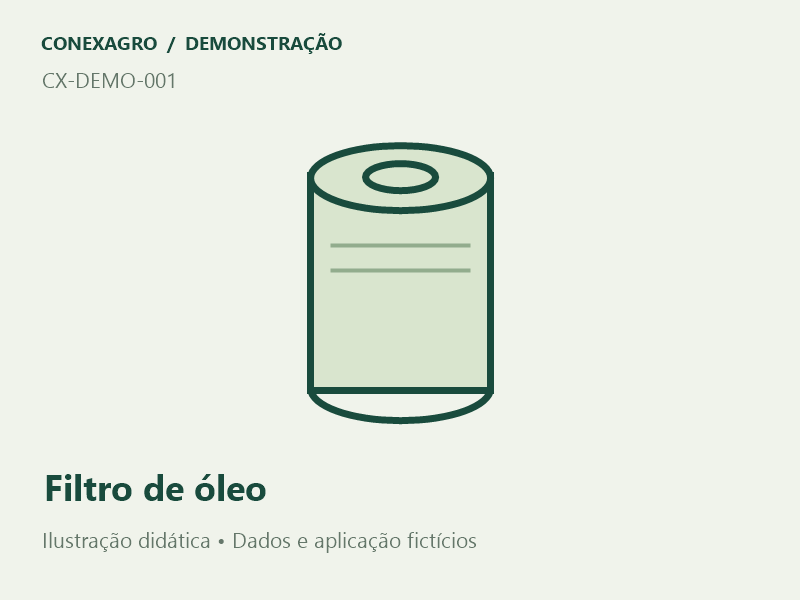 CONEXAGRO / DEMONSTRAÇÃO
CX-DEMO-001
Filtro de óleo
Ilustração didática • Dados e aplicação fictícios